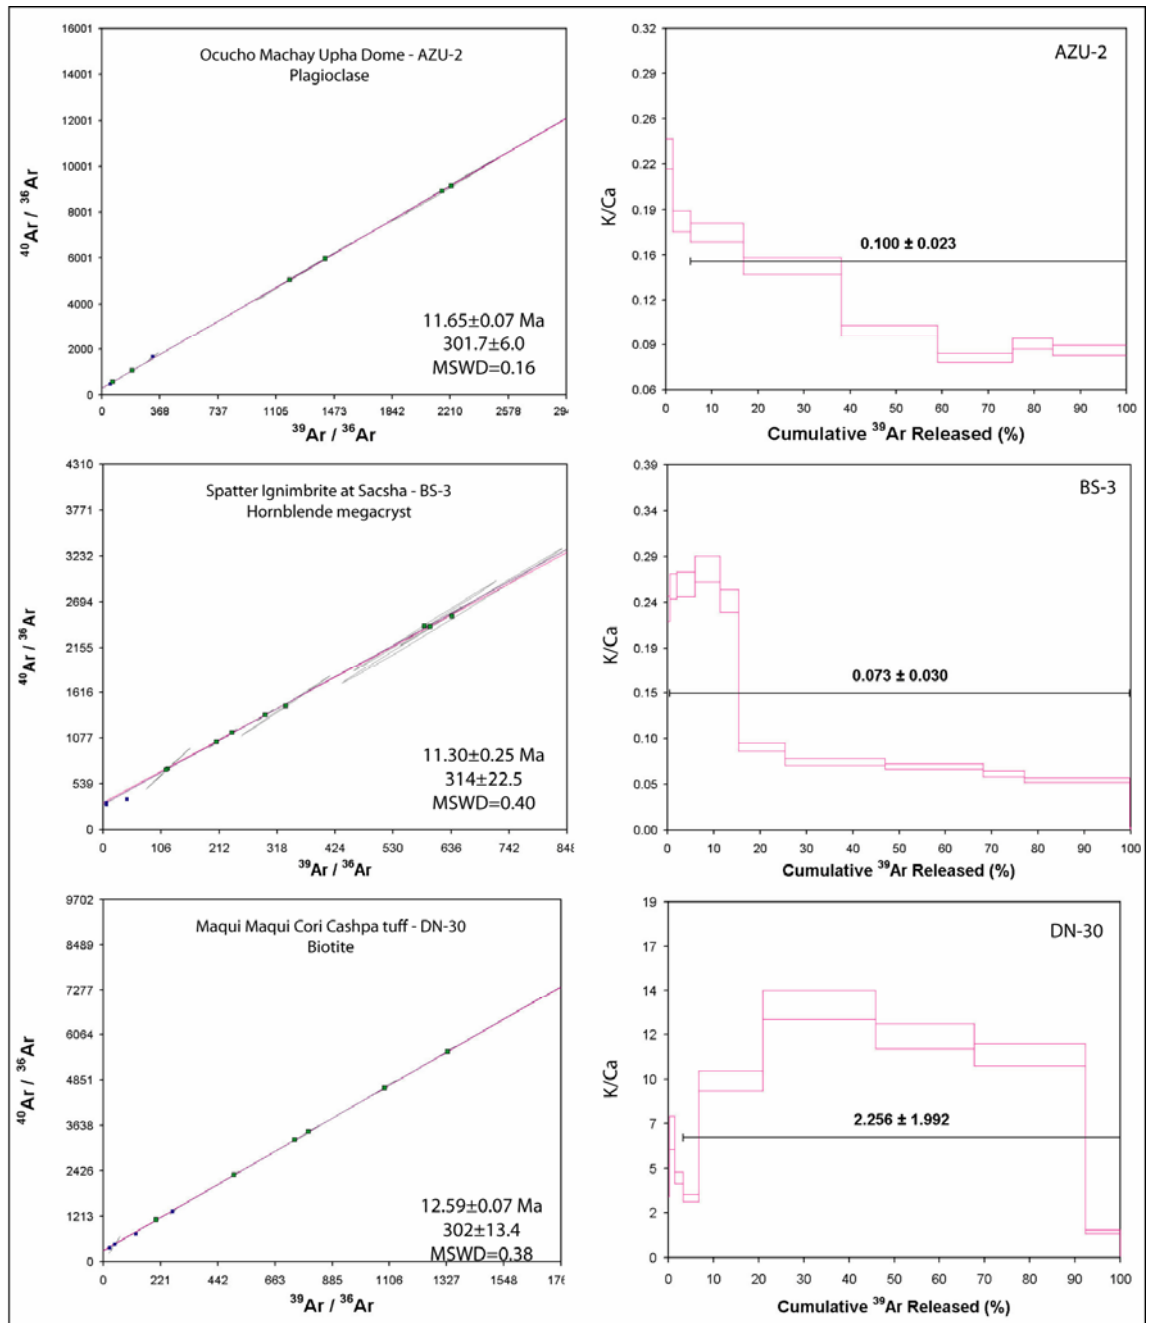 Ocucho Machay Upha Dome - AZU-2
Plagioclase
16001
14001
12001
10001
8001
6001
4000
2000
0
40Ar / 36Ar
11.65±0.07 Ma
301.7±6.0
MSWD=0.16
0 368 737 1105 1473 1842 2210 2578 294
39Ar / 36Ar
AZU-2
0.32
0.29
0.26
0.22
0.19
0.16
0.12
0.09
0.06
K/Ca
0.100 ± 0.023
0 10 20 30 40 50 60 70 80 90 100
Cumulative 39Ar Released (%)
Spatter Ignimbrite at Sacsha - BS-3
Hornblende megacryst
4310
3771
3232
2694
2155
1616
1077
539
0
40Ar / 36Ar
11.30±0.25 Ma
314±22.5
MSWD=0.40
0 106 212 318 424 530 636 742 848
39Ar / 36Ar
BS-3
0.39
0.34
0.29
0.24
0.19
0.15
0.10
0.05
0.00
K/Ca
0.073 ± 0.030
0 10 20 30 40 50 60 70 80 90 100
Cumulative 39Ar Released (%)
Maqui Maqui Cori Cashpa tuff - DN-30
Biotite
9702
8489
7277
6064
4851
3638
2426
1213
0
40Ar / 36Ar
12.59±0.07 Ma
302±13.4
MSWD=0.38
0 221 442 663 885 1106 1327 1548 176
39Ar / 36Ar
DN-30
19
17
14
12
10
7
5
2
0
K/Ca
2.256 ± 1.992
0 10 20 30 40 50 60 70 80 90 100
Cumulative 39Ar Released (%)